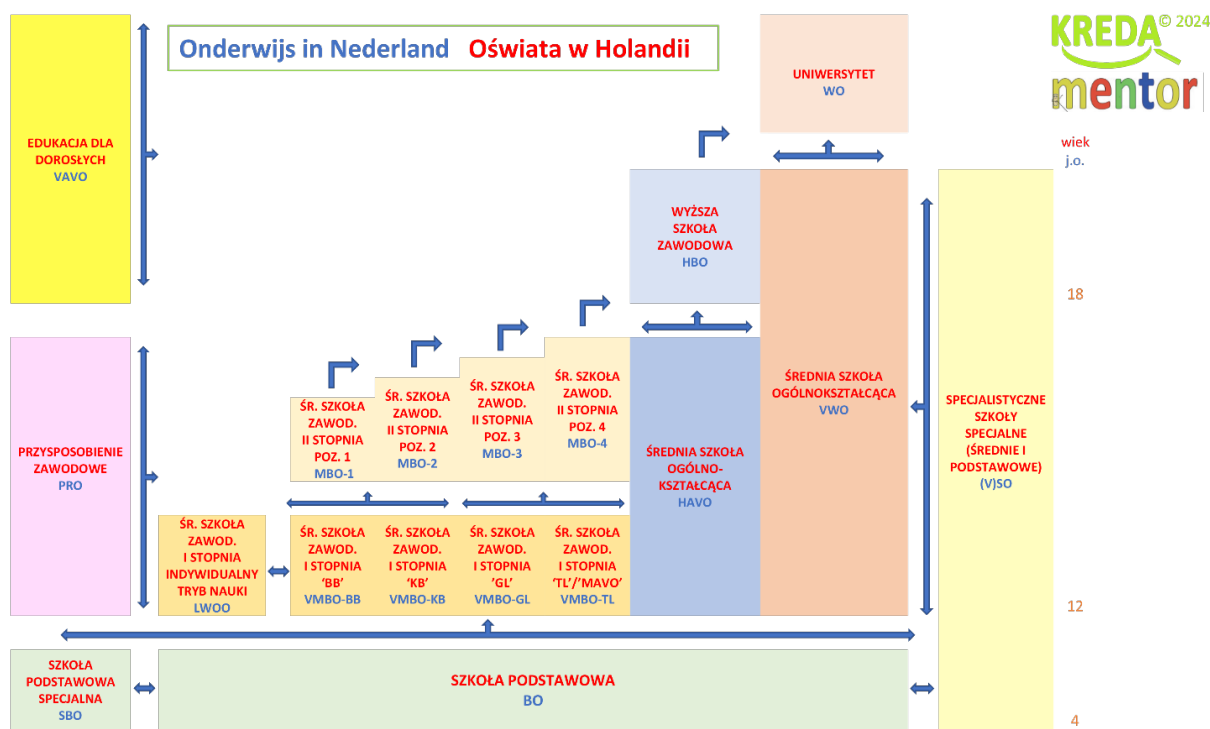 Onderwijs in Nederland Oświata w Holandii
KREDA © 2024
mentor
UNIWERSYTET
WO
EDUKACJA DLA
DOROSŁYCH
VAVO
wiek
j.o.
WYŻSZA
SZKOŁA
ZAWODOWA
HBO
18
ŚR. SZKOŁA
ZAWOD.
II STOPNIA
POZ. 1
MBO-1
ŚR. SZKOŁA
ZAWOD.
II STOPNIA
POZ. 2
MBO-2
ŚR. SZKOŁA
ZAWOD.
II STOPNIA
POZ. 3
MBO-3
ŚR. SZKOŁA
ZAWOD.
II STOPNIA
POZ. 4
MBO-4
ŚREDNIA SZKOŁA
OGÓLNO-
KSZTAŁCĄCA
HAVO
ŚREDNIA SZKOŁA
OGÓLNOKSZTAŁCĄCA
VWO
SPECJALISTYCZNE
SZKOŁY
SPECJALNE
(ŚREDNIE I
PODSTAWOWE)
(V)SO
PRZYSPOSOBIENIE
ZAWODOWE
PRO
ŚR. SZKOŁA
ZAWOD.
I STOPNIA
INDYWIDUALNY
TRYB NAUKI
LWOO
ŚR. SZKOŁA
ZAWOD.
I STOPNIA
‘BB’
VMBO-BB
ŚR. SZKOŁA
ZAWOD.
I STOPNIA
‘KB’
VMBO-KB
ŚR. SZKOŁA
ZAWOD.
I STOPNIA
’GL’
VMBO-GL
ŚR. SZKOŁA
ZAWOD.
I STOPNIA
‘TL’/’MAVO’
VMBO-TL
12
SZKOŁA
PODSTAWOWA
SPECJALNA
SBO
SZKOŁA PODSTAWOWA
BO
4